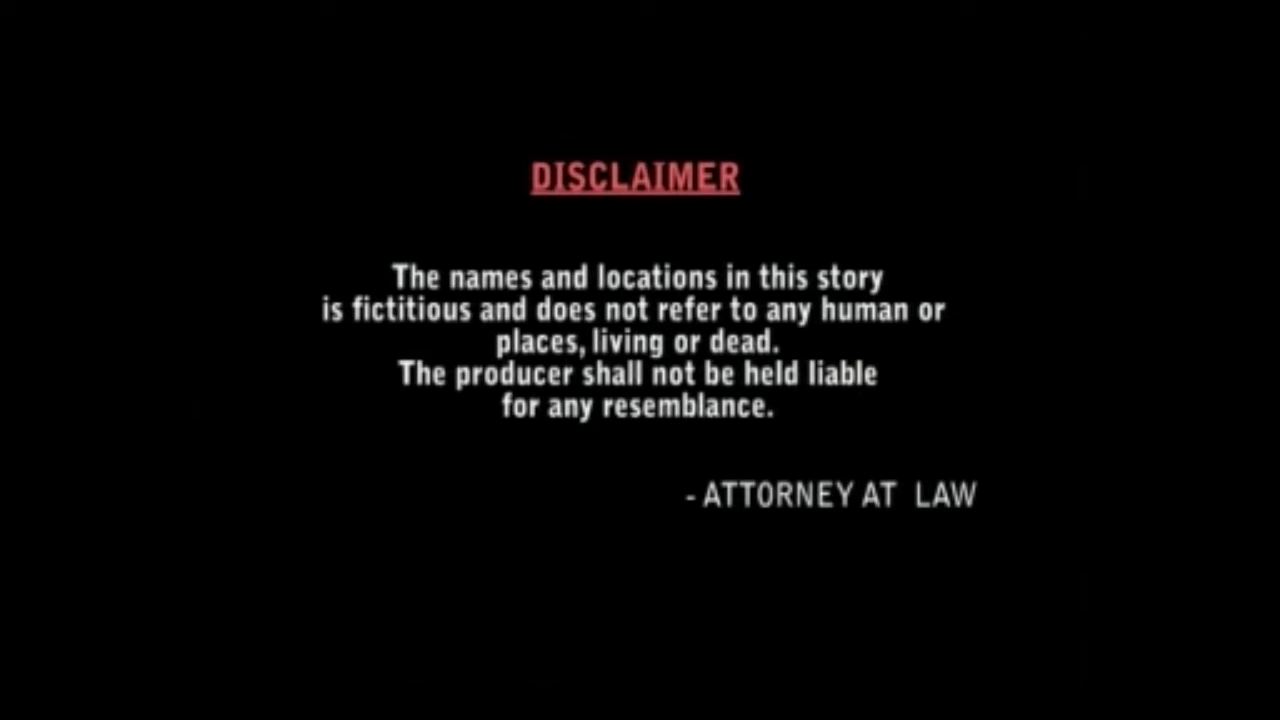 DISCLAIMER
The names and locations in this story
is fictitious and does not refer to any human or
places, living or dead.
The producer shall not be held liable
for any resemblance.
- ATTORNEY AT LAW